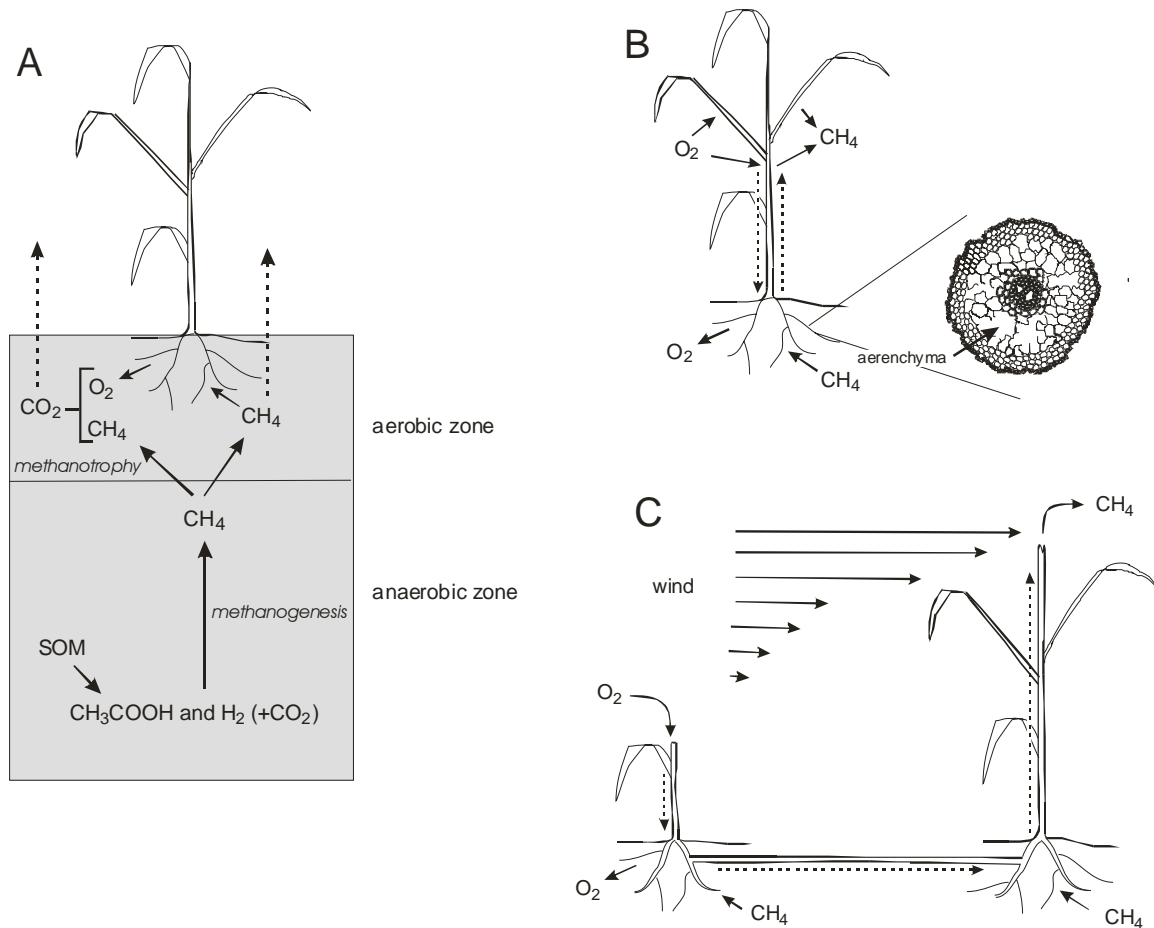 A
O₂
CO₂
CH₄
CH₄
methanotrophy
aerobic zone
CH₄
methanogenesis
anaerobic zone
SOM
CH₃COOH and H₂ (+CO₂)
B
O₂
CH₄
O₂
aerenchyma
CH₄
C
CH₄
wind
O₂
O₂
CH₄
CH₄